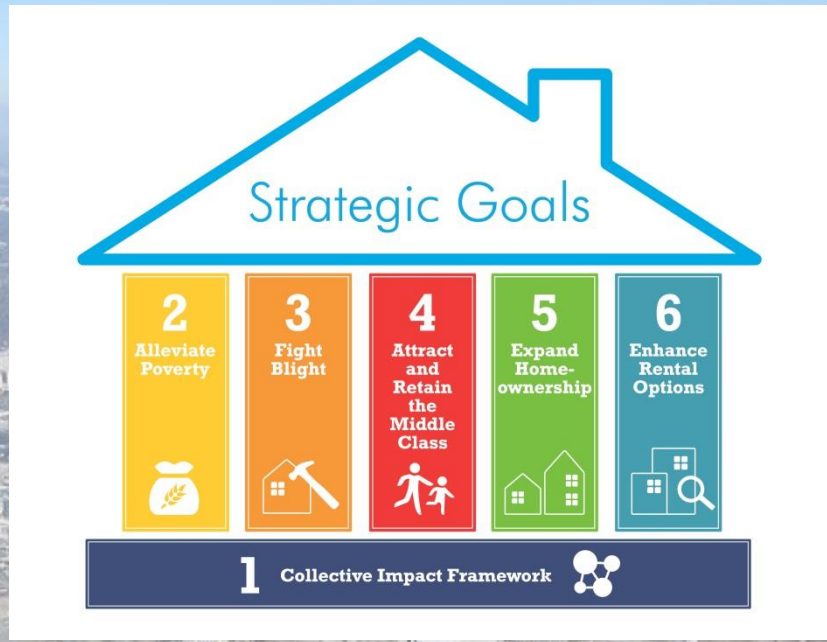 Strategic Goals
2
Alleviate
Poverty
3
Fight
Blight
4
Attract
and
Retain
the
Middle
Class
5
Expand
Home-
ownership
6
Enhance
Rental
Options
1 Collective Impact Framework